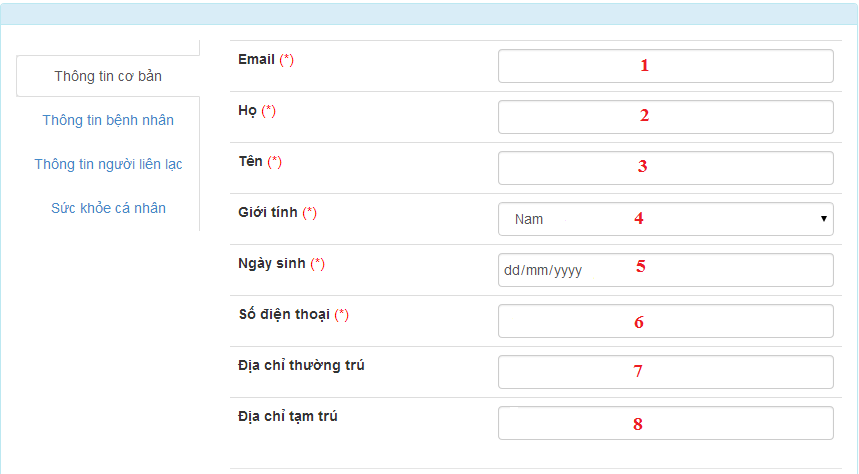 Thông tin cơ bản
Thông tin bệnh nhân
Thông tin người liên lạc
Sức khỏe cá nhân
Email (*)
1
Họ (*)
2
Tên (*)
3
Giới tính (*)
Nam
4
Ngày sinh (*)
dd/mm/yyyy
5
Số điện thoại (*)
6
Địa chỉ thường trú
7
Địa chỉ tạm trú
8